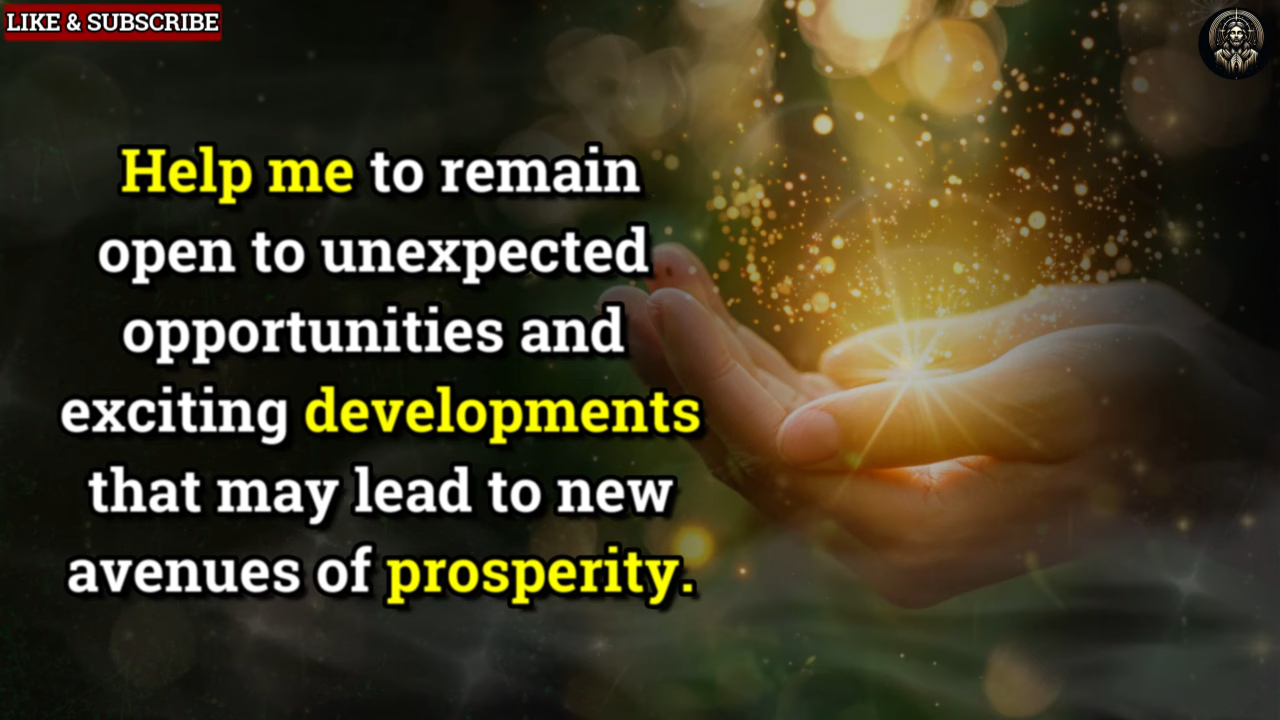 LIKE & SUBSCRIBE
Help me to remain
open to unexpected
opportunities and
exciting developments
that may lead to new
avenues of prosperity.